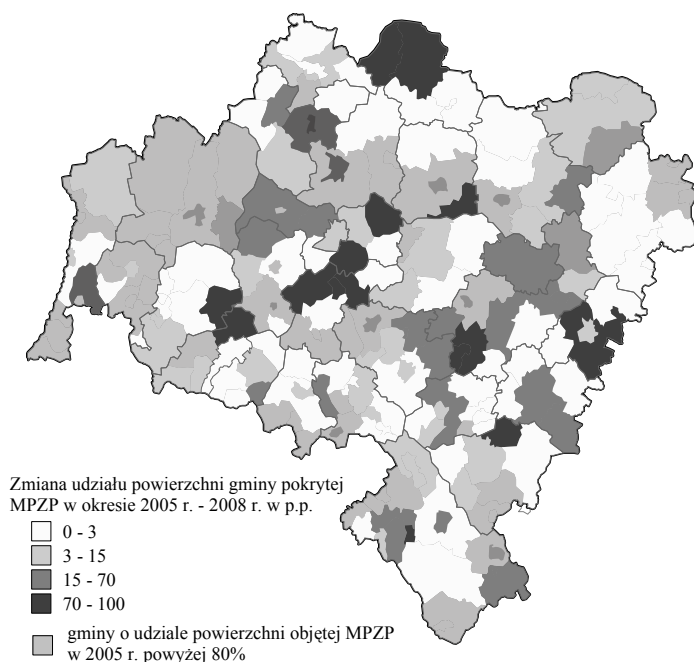 Zmiana udziału powierzchni gminy pokrytej
MPZP w okresie 2005 r. - 2008 r. w p.p.
0 - 3
3 - 15
15 - 70
70 - 100
gminy o udziale powierzchni objętej MPZP
w 2005 r. powyżej 80%